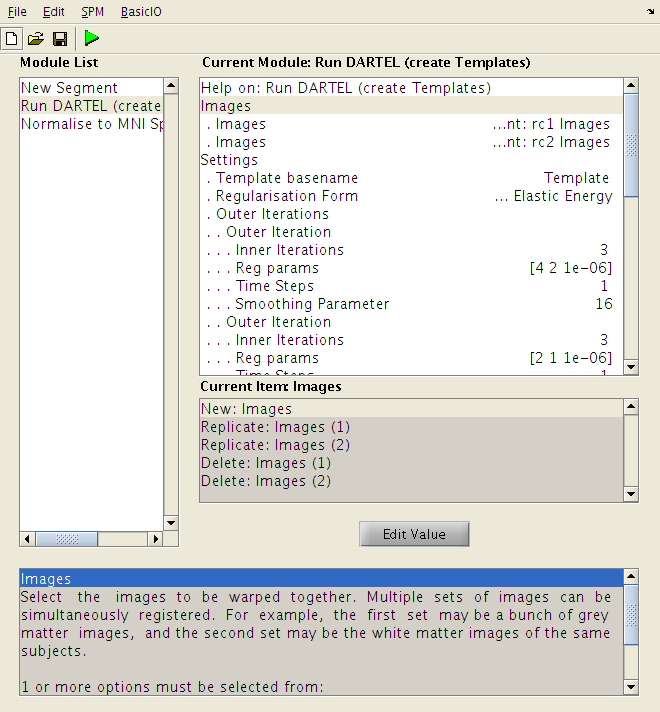 File Edit SPM BasicIO
Module List
Current Module: Run DARTEL (create Templates)
New Segment
Run DARTEL (create
Normalise to MNI Sp
Help on: Run DARTEL (create Templates)
Images
. Images ...nt: rc1 Images
. Images ...nt: rc2 Images
Settings
. Template basename Template
. Regularisation Form ... Elastic Energy
. Outer Iterations
. . Outer Iteration
. . . Inner Iterations 3
. . . Reg params [4 2 1e-06]
. . . Time Steps 1
. . . Smoothing Parameter 16
. . Outer Iteration
. . . Inner Iterations 3
. . . Reg params [2 1 1e-06]
. . . Time Steps 1
Current Item: Images
New: Images
Replicate: Images (1)
Replicate: Images (2)
Delete: Images (1)
Delete: Images (2)
Edit Value
Images
Select the images to be warped together. Multiple sets of images can be
simultaneously registered. For example, the first set may be a bunch of grey
matter images, and the second set may be the white matter images of the same
subjects.
1 or more options must be selected from: